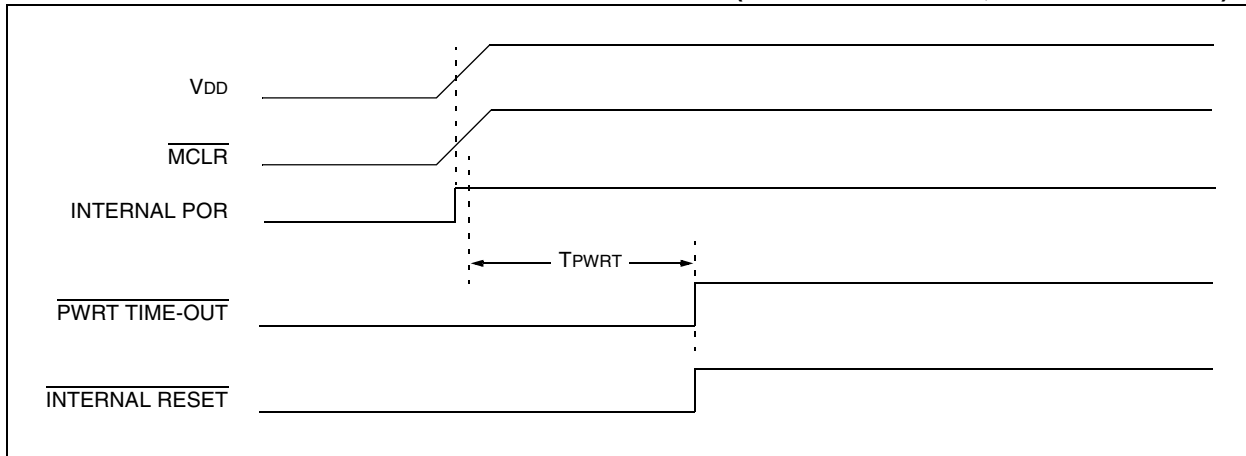 VDD
MCLR
INTERNAL POR
TPWRT
PWRT TIME-OUT
INTERNAL RESET